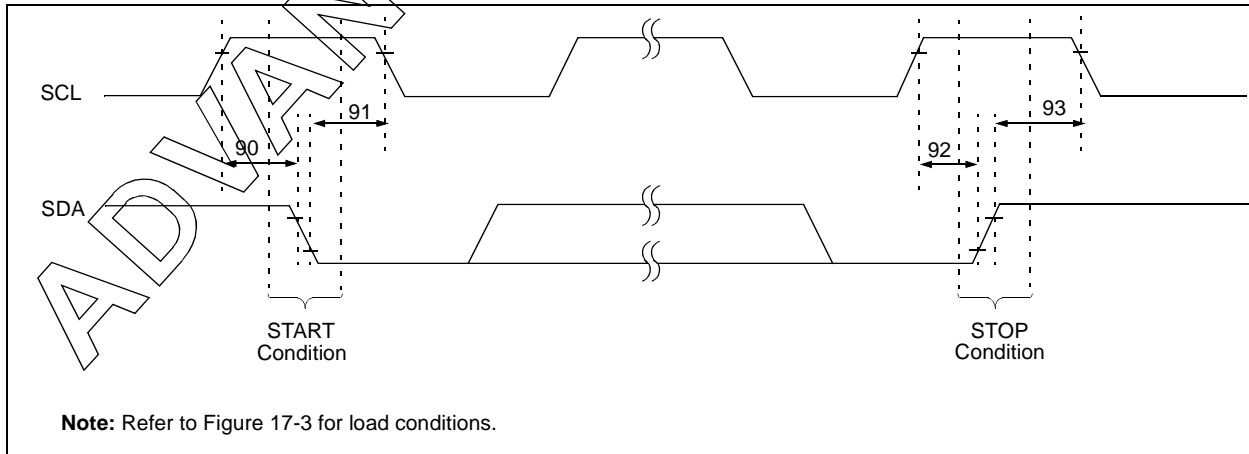 ADVAN
SCL
91
93
90
92
SDA
START
Condition
STOP
Condition
Note: Refer to Figure 17-3 for load conditions.